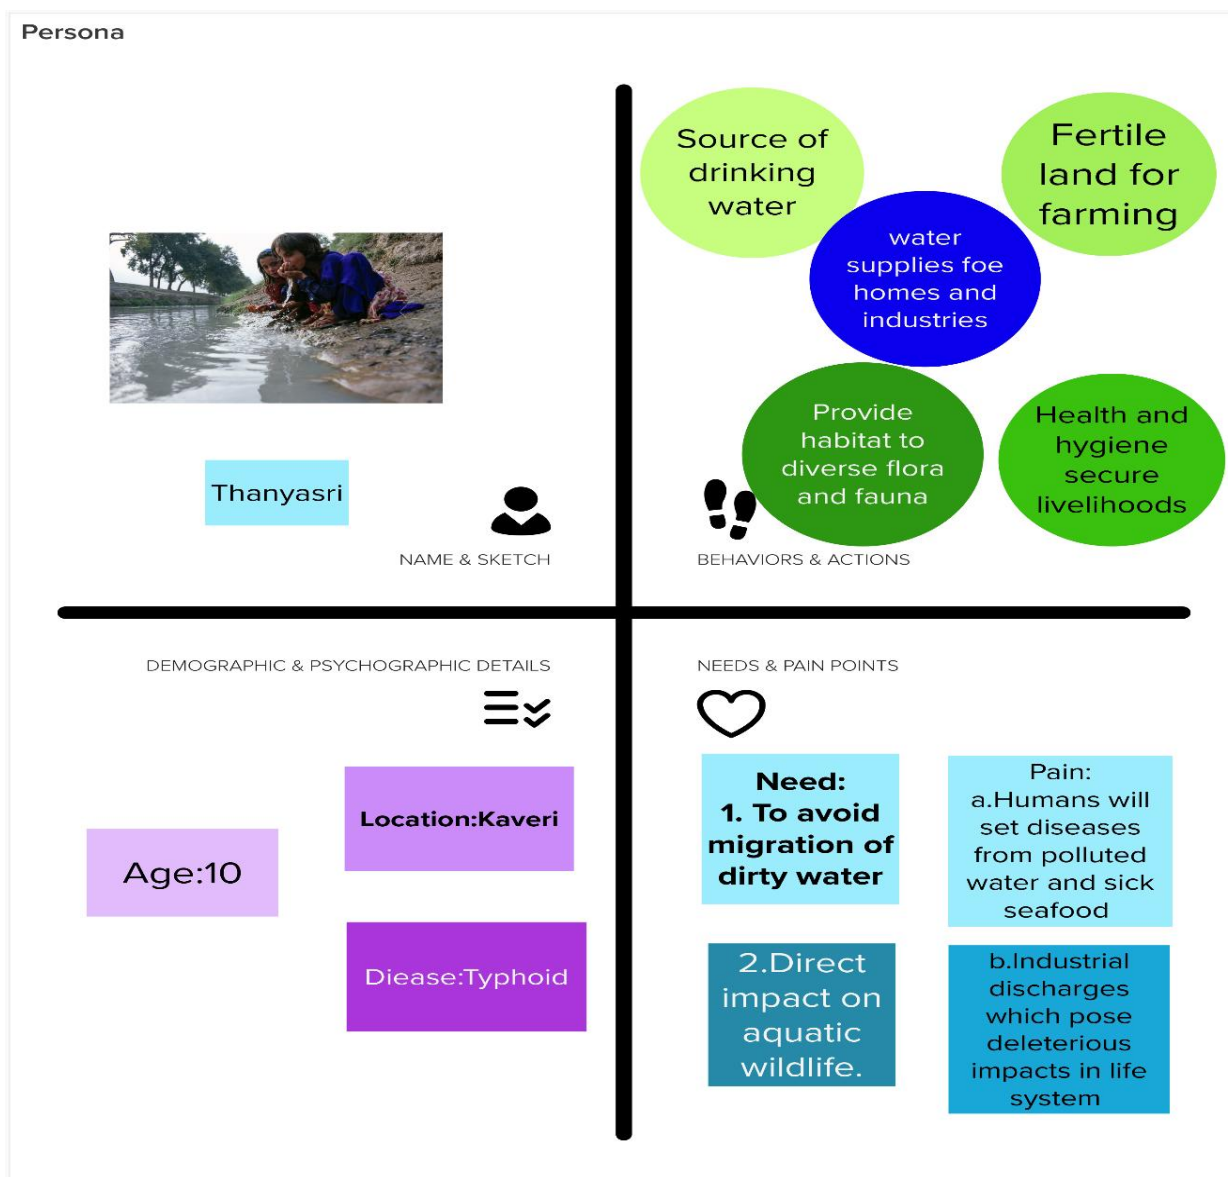 Persona
Thanyasri
NAME & SKETCH
Source of
drinking
water
Fertile
land for
farming
water
supplies foe
homes and
industries
Provide
habitat to
diverse flora
and fauna
Health and
hygiene
secure
livelihoods
BEHAVIORS & ACTIONS
DEMOGRAPHIC & PSYCHOGRAPHIC DETAILS
Location:Kaveri
Age:10
Diease:Typhoid
NEEDS & PAIN POINTS
Need:
1. To avoid
migration of
dirty water
Pain:
a.Humans will
set diseases
from polluted
water and sick
seafood
2.Direct
impact on
aquatic
wildlife.
b.Industrial
discharges
which pose
deleterious
impacts in life
system